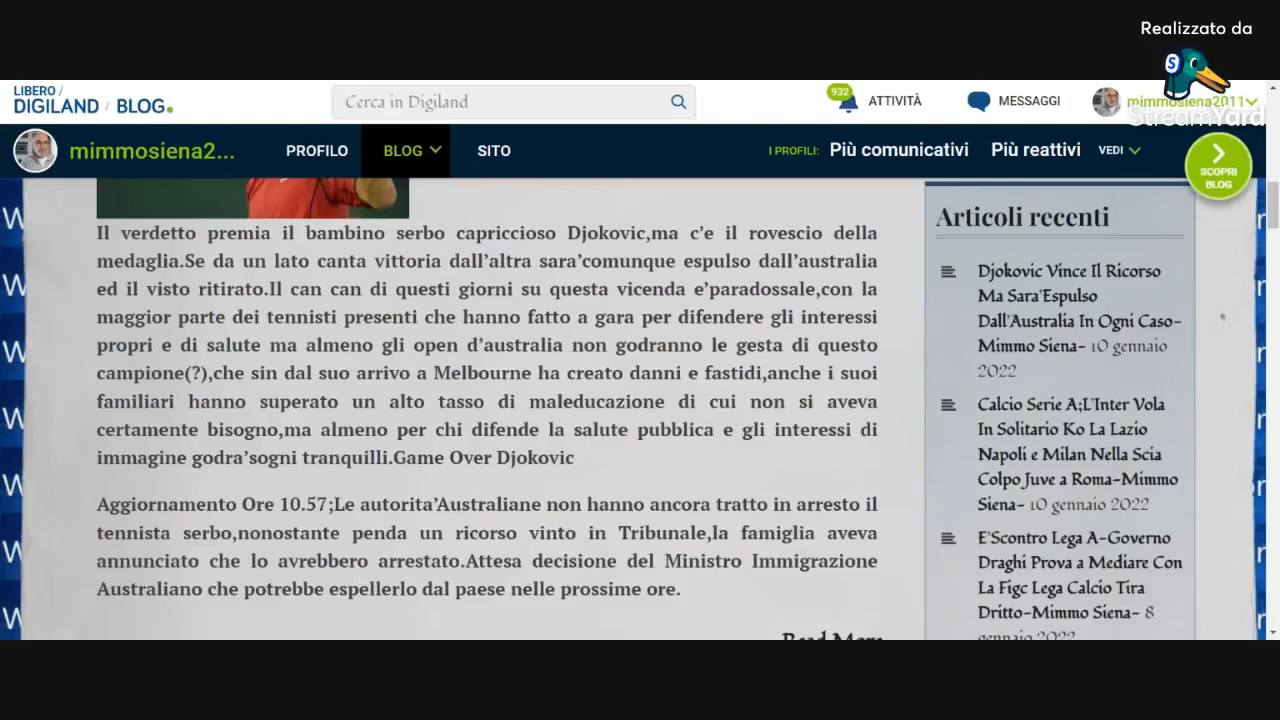 Realizzato da
StreamYard
LIBERO /
DIGILAND / BLOG.
Cerca in Digiland
932
ATTIVITÀ
MESSAGGI
mimmosiena2011
mimmosiena2...
PROFILO
BLOG
SITO
I PROFILI:
Più comunicativi
Più reattivi
VEDI
SCOPRI
BLOG
Il verdetto premia il bambino serbo capriccioso Djokovic,ma c'e il rovescio della
medaglia.Se da un lato canta vittoria dall'altra sara'comunque espulso dall'australia
ed il visto ritirato.Il can can di questi giorni su questa vicenda e'paradossale,con la
maggior parte dei tennisti presenti che hanno fatto a gara per difendere gli interessi
propri e di salute ma almeno gli open d'australia non godranno le gesta di questo
campione(?),che sin dal suo arrivo a Melbourne ha creato danni e fastidi,anche i suoi
familiari hanno superato un alto tasso di maleducazione di cui non si aveva
certamente bisogno,ma almeno per chi difende la salute pubblica e gli interessi di
immagine godra'sogni tranquilli.Game Over Djokovic
Aggiornamento Ore 10.57;Le autorita'Australiane non hanno ancora tratto in arresto il
tennista serbo,nonostante penda un ricorso vinto in Tribunale,la famiglia aveva
annunciato che lo avrebbero arrestato.Attesa decisione del Ministro Immigrazione
Australiano che potrebbe espellerlo dal paese nelle prossime ore.
Read More
Articoli recenti
Djokovic Vince Il Ricorso
Ma Sara'Espulso
Dall'Australia In Ogni Caso-
Mimmo Siena- 10 gennaio
2022
Calcio Serie A;L'Inter Vola
In Solitario Ko La Lazio
Napoli e Milan Nella Scia
Colpo Juve a Roma-Mimmo
Siena- 10 gennaio 2022
E'Scontro Lega A-Governo
Draghi Prova a Mediare Con
La Figc Lega Calcio Tira
Dritto-Mimmo Siena- 8
gennaio 2022